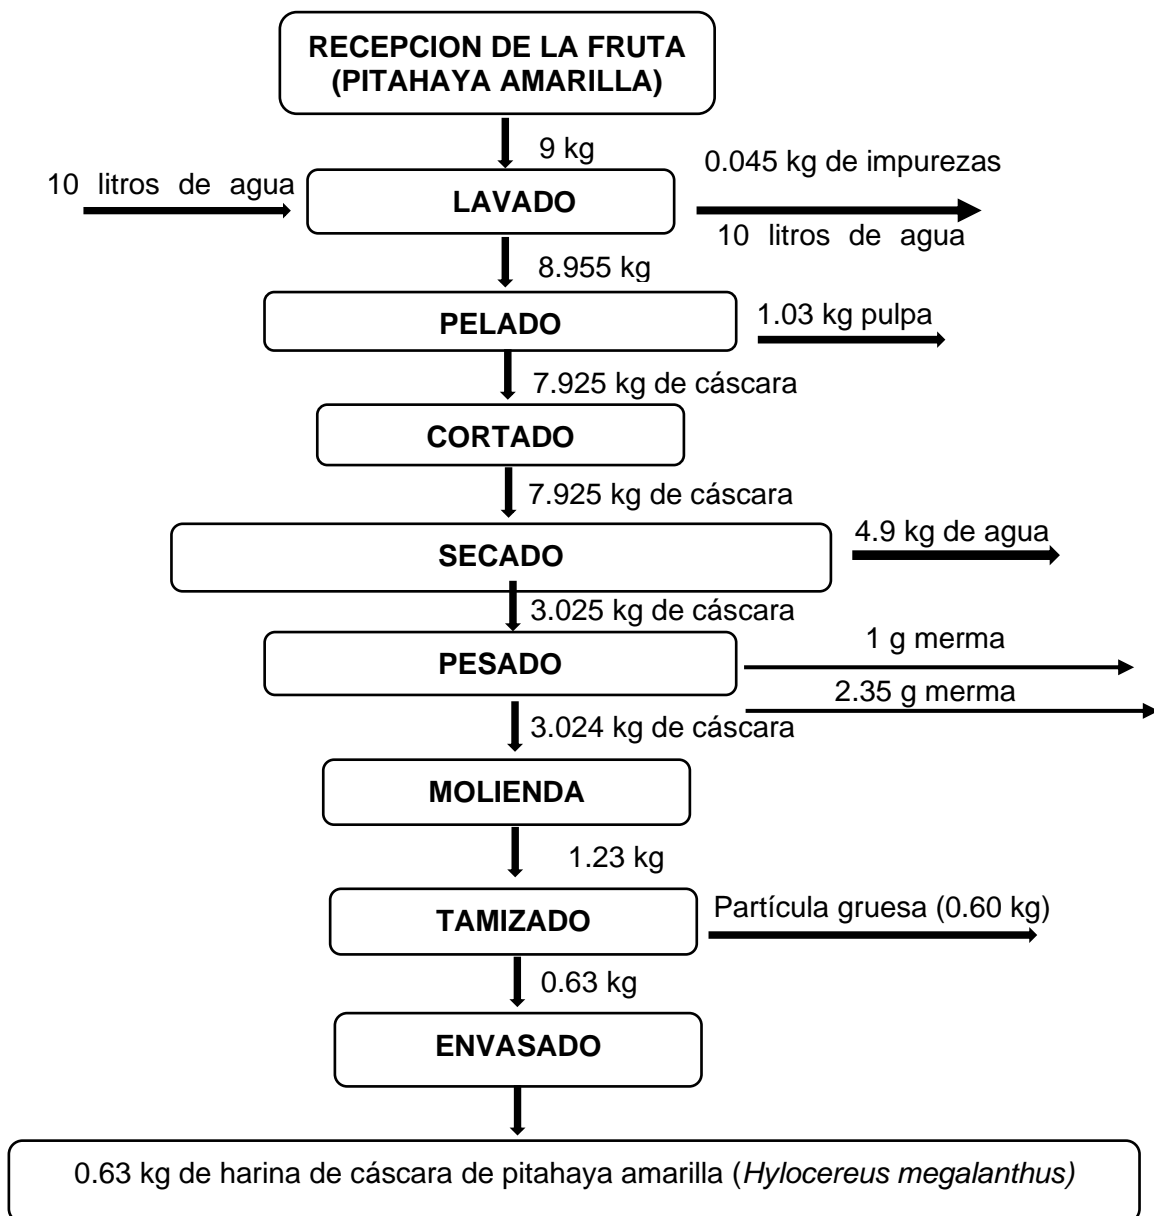 RECEPCION DE LA FRUTA
(PITAHAYA AMARILLA)
9 kg
0.045 kg de impurezas
10 litros de agua
LAVADO
10 litros de agua
8.955 kg
PELADO
1.03 kg pulpa
7.925 kg de cáscara
CORTADO
7.925 kg de cáscara
SECADO
4.9 kg de agua
3.025 kg de cáscara
PESADO
1 g merma
2.35 g merma
3.024 kg de cáscara
MOLIENDA
1.23 kg
TAMIZADO
Partícula gruesa (0.60 kg)
0.63 kg
ENVASADO
0.63 kg de harina de cáscara de pitahaya amarilla (Hylocereus megalanthus)